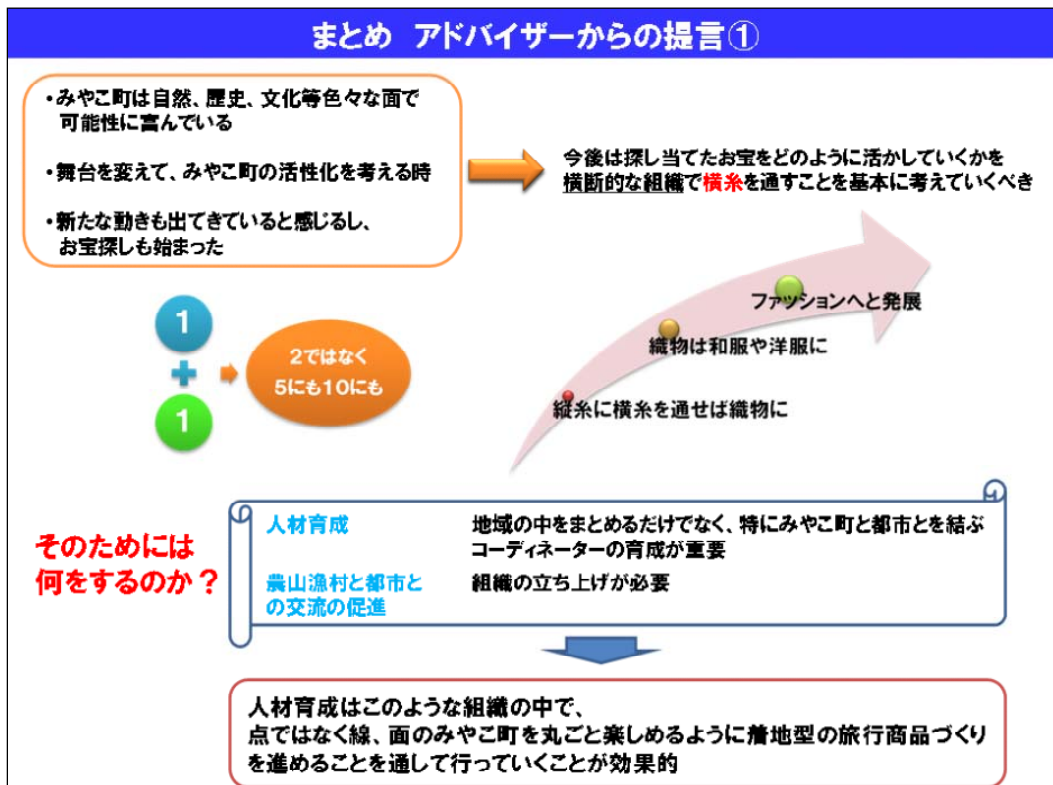 まとめ　アドバイザーからの提言①
・みやこ町は自然、歴史、文化等色々な面で
可能性に富んでいる
・舞台を変えて、みやこ町の活性化を考える時
・新たな動きも出てきていると感じるし、
お宝探しも始まった
今後は探し当てたお宝をどのように活かしていくかを
横断的な組織で横糸を通すことを基本に考えていくべき
1
+
1
2ではなく
5にも10にも
ファッションへと発展
織物は和服や洋服に
縦糸に横糸を通せば織物に
そのためには
何をするのか？
人材育成
地域の中をまとめるだけでなく、特にみやこ町と都市とを結ぶ
コーディネーターの育成が重要
農山漁村と都市と
の交流の促進
組織の立ち上げが必要
人材育成はこのような組織の中で、
点ではなく線、面のみやこ町を丸ごと楽しめるように着地型の旅行商品づくり
を進めることを通して行っていくことが効果的